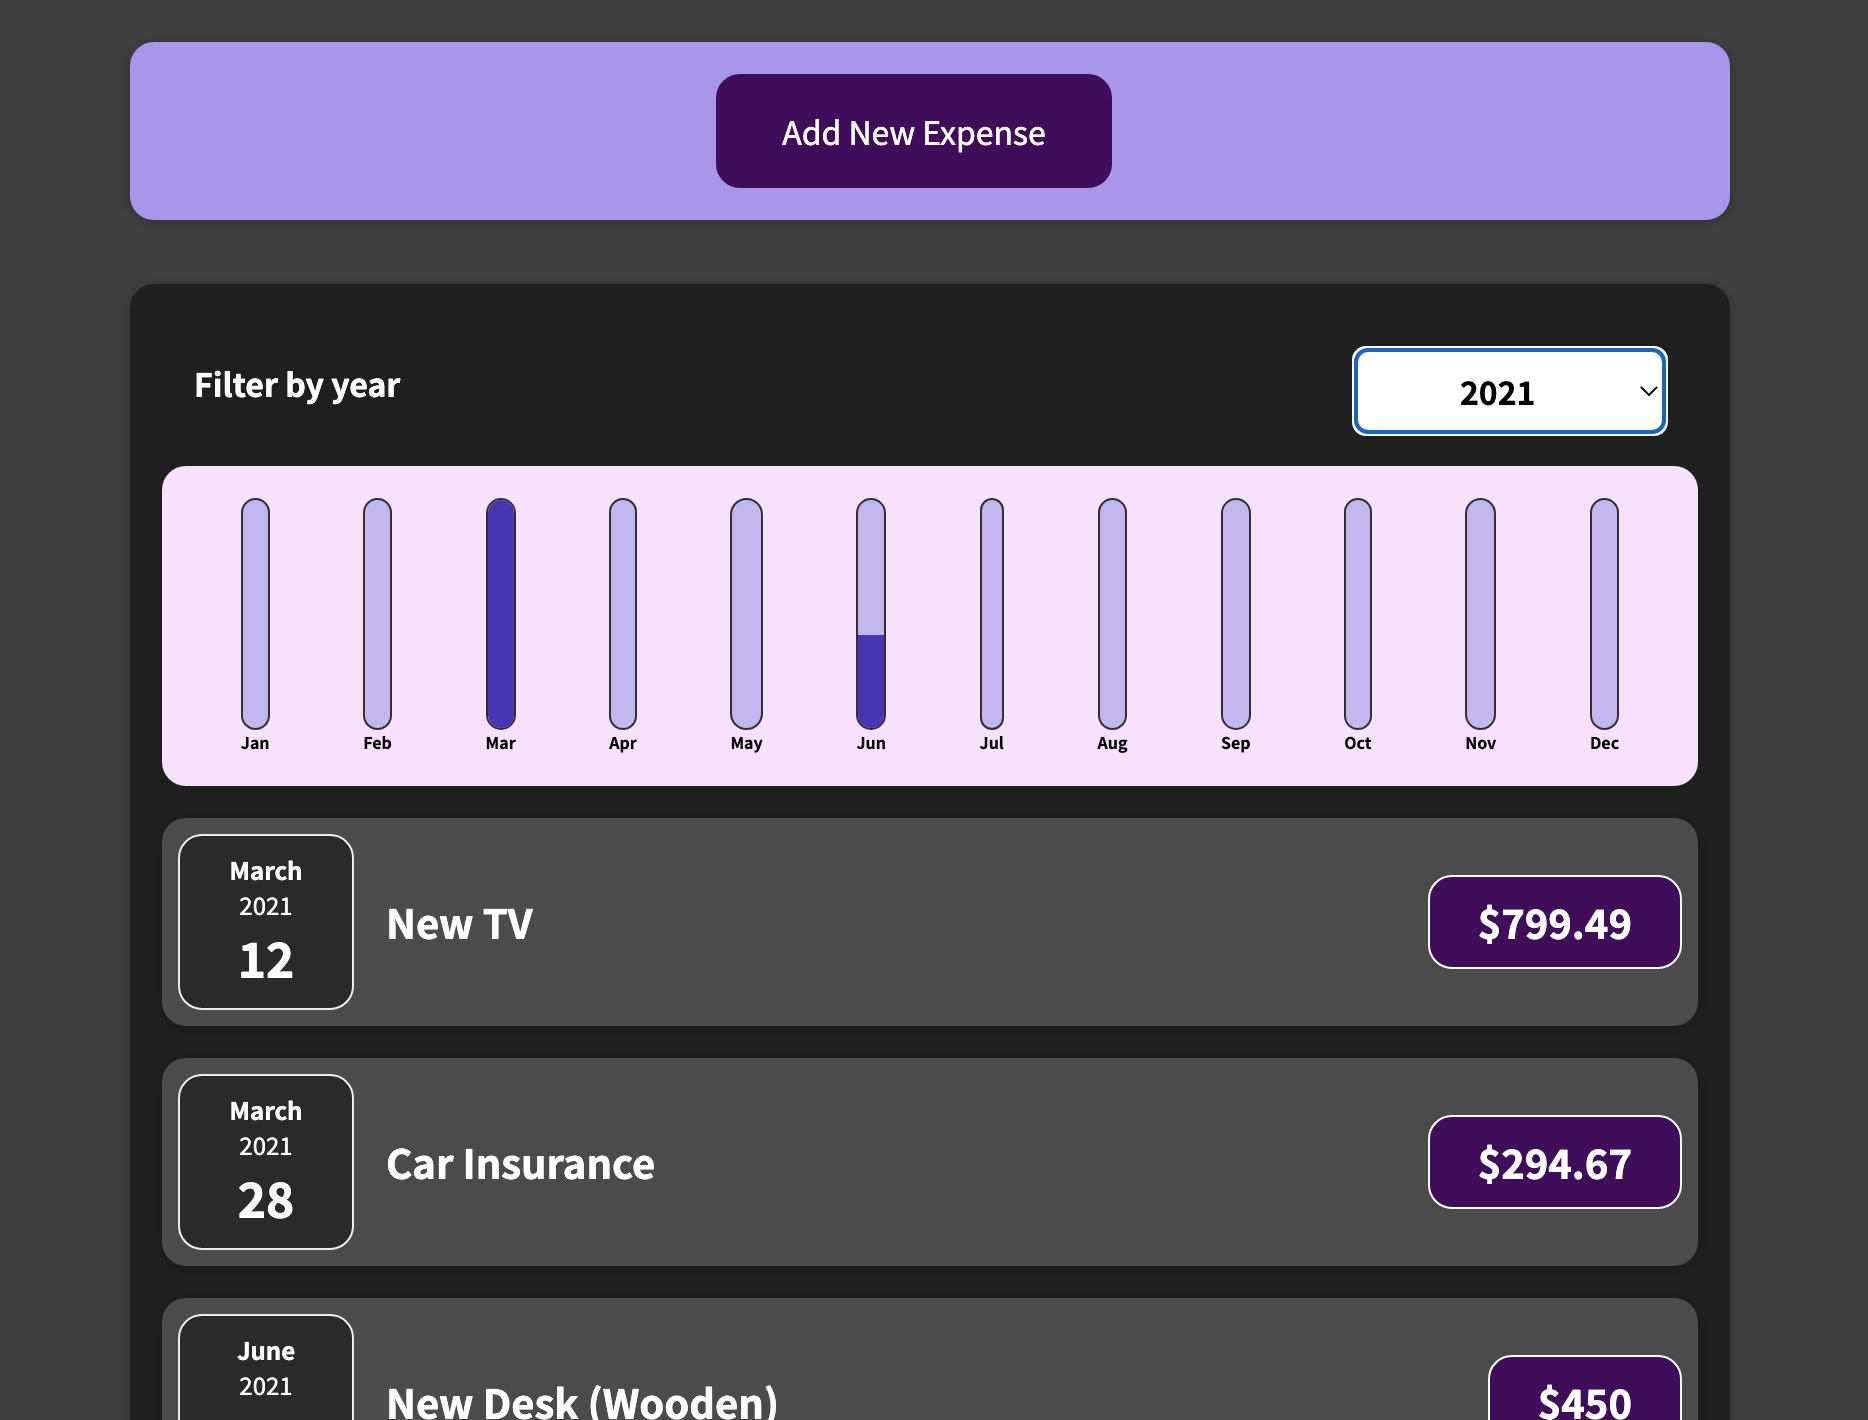 Add New Expense
Filter by year
2021
Jan Feb Mar Apr May Jun Jul Aug Sep Oct Nov Dec
March
2021
12
New TV
$799.49
March
2021
28
Car Insurance
$294.67
June
2021
New Desk (Wooden)
$450